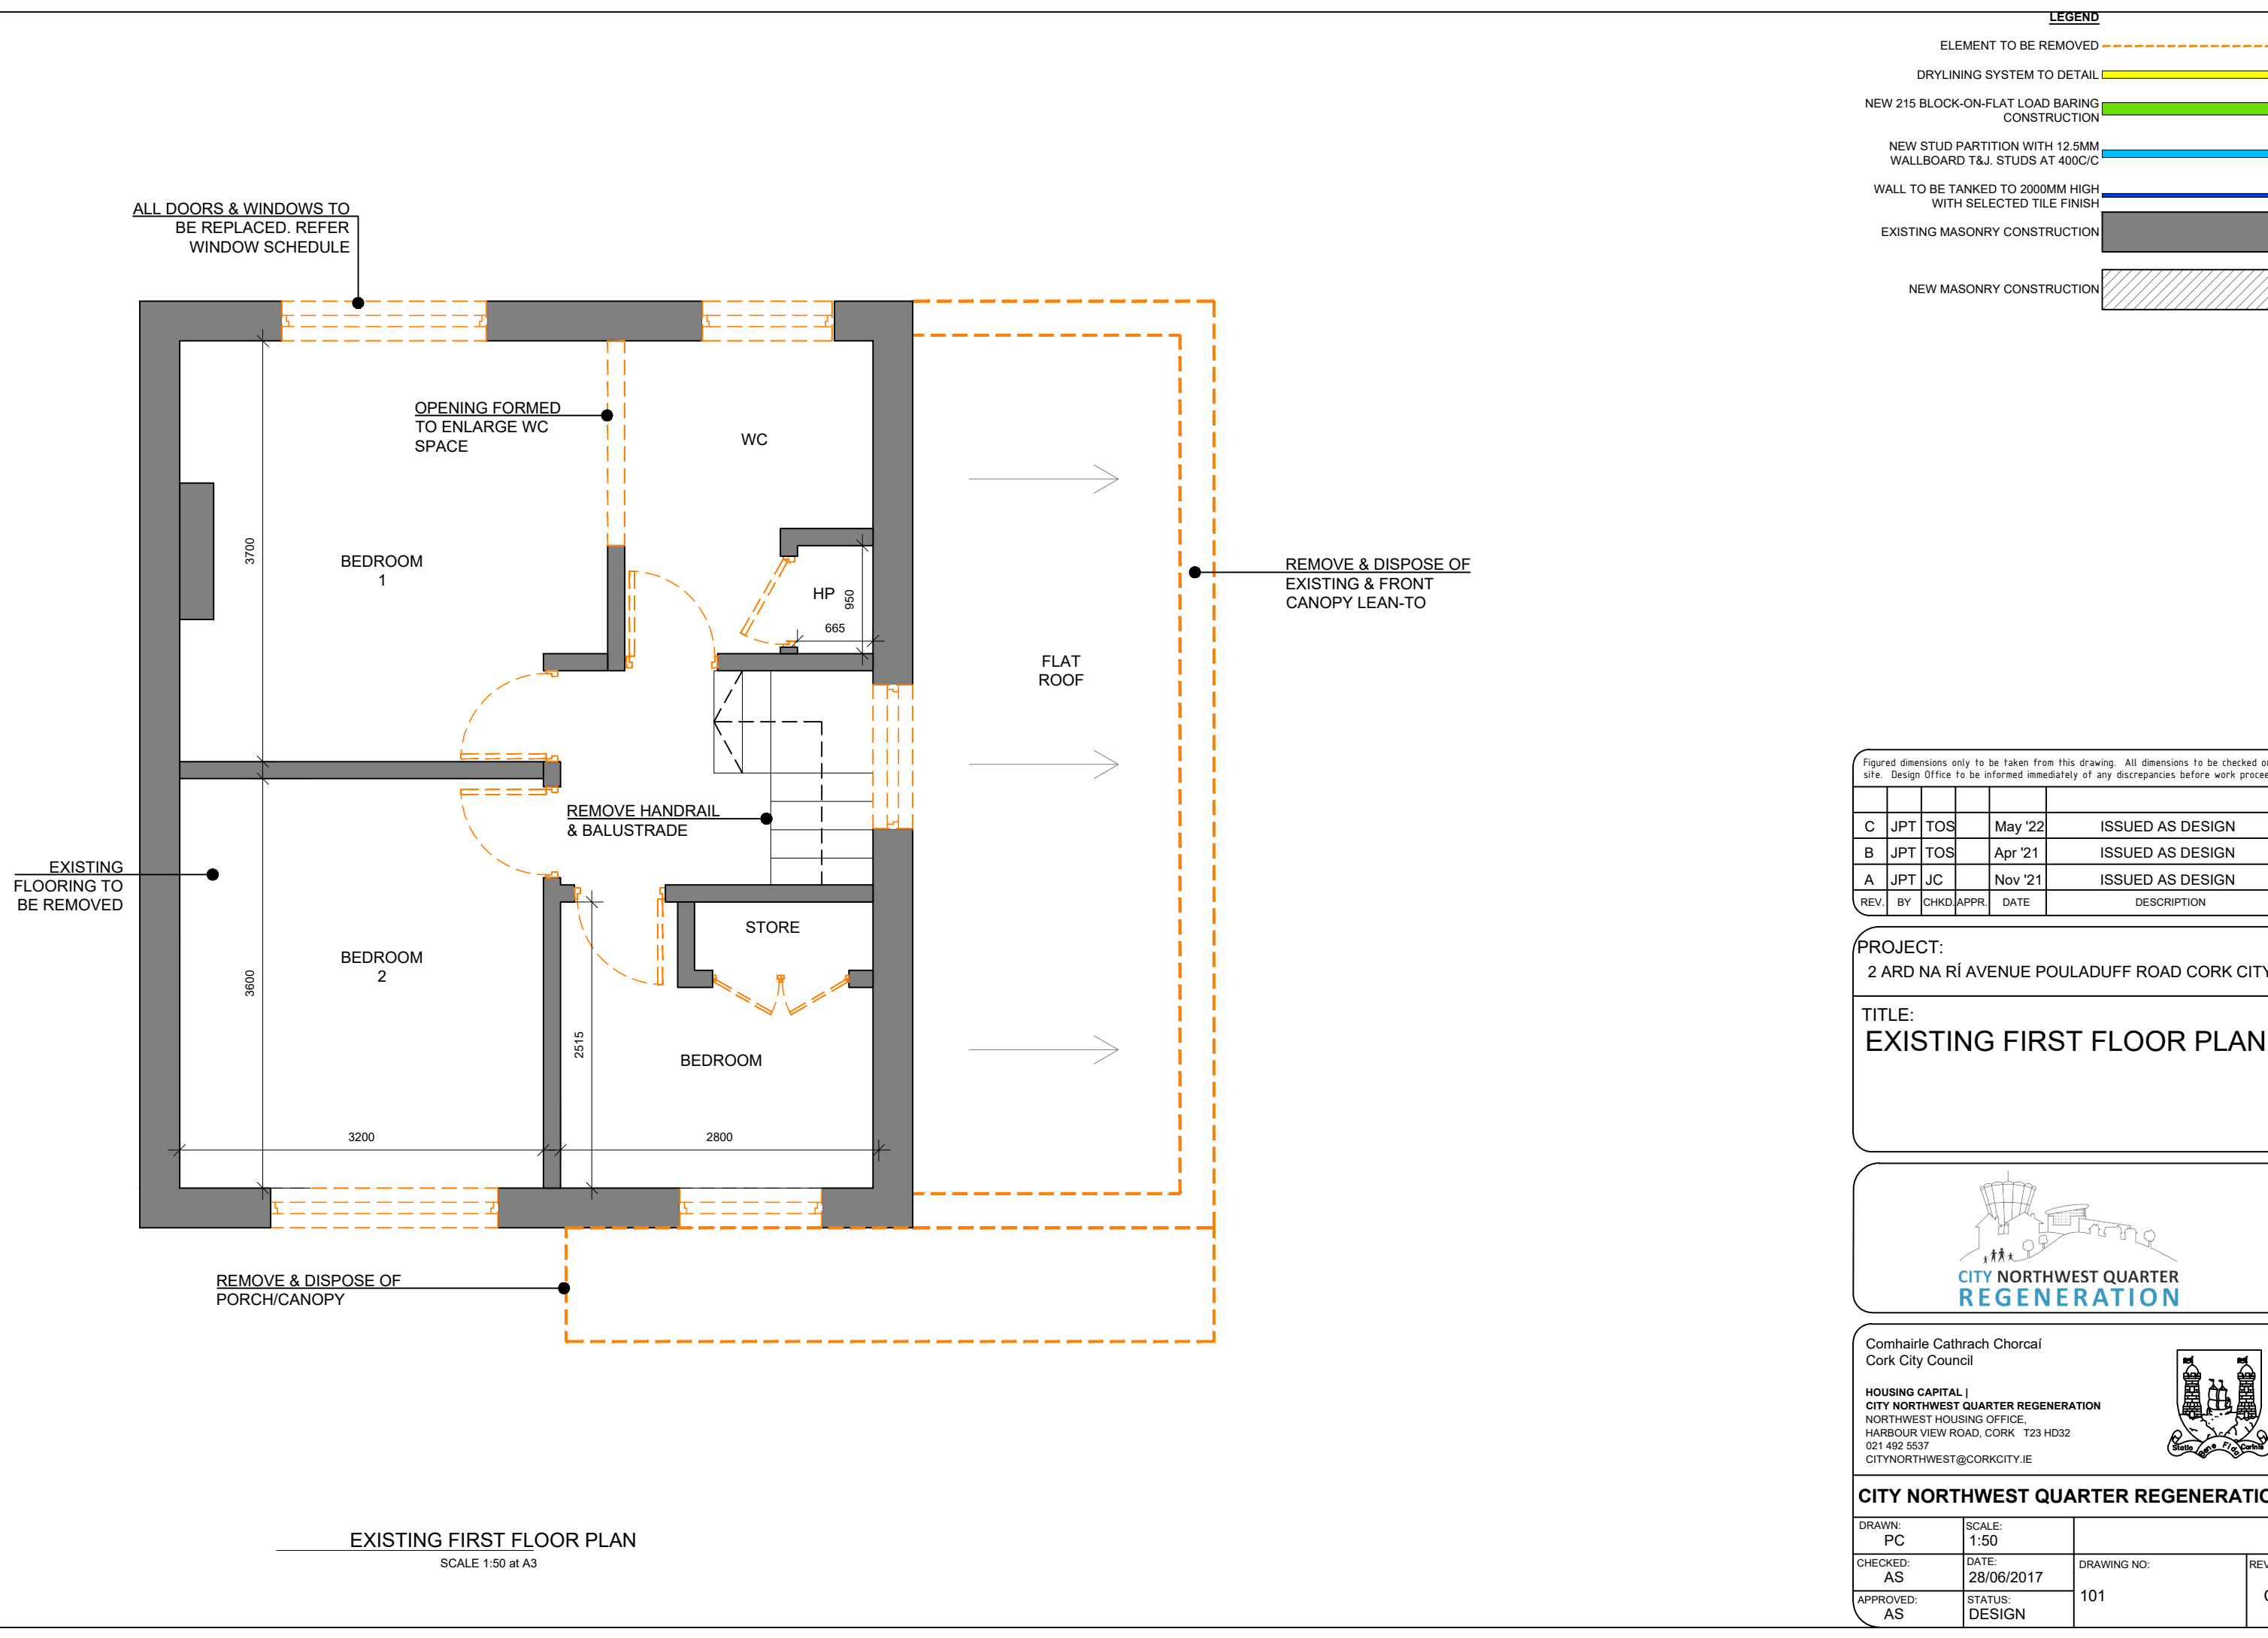 LEGEND
ELEMENT TO BE REMOVED
DRYLINING SYSTEM TO DETAIL
NEW 215 BLOCK-ON-FLAT LOAD BARING
CONSTRUCTION
NEW STUD PARTITION WITH 12.5MM
WALLBOARD T&J. STUDS AT 400C/C
WALL TO BE TANKED TO 2000MM HIGH
WITH SELECTED TILE FINISH
EXISTING MASONRY CONSTRUCTION
NEW MASONRY CONSTRUCTION
ALL DOORS & WINDOWS TO
BE REPLACED. REFER
WINDOW SCHEDULE
OPENING FORMED
TO ENLARGE WC
SPACE
WC
3700
BEDROOM
1
HP
950
665
REMOVE & DISPOSE OF
EXISTING & FRONT
CANOPY LEAN-TO
FLAT
ROOF
REMOVE HANDRAIL
& BALUSTRADE
EXISTING
FLOORING TO
BE REMOVED
STORE
BEDROOM
2
3600
2515
BEDROOM
3200
2800
REMOVE & DISPOSE OF
PORCH/CANOPY
EXISTING FIRST FLOOR PLAN
SCALE 1:50 at A3
Figured dimensions only to be taken from this drawing. All dimensions to be checked
site. Design Office to be informed immediately of any discrepancies before work
C JPT TOS May '22 ISSUED AS DESIGN
B JPT TOS Apr '21 ISSUED AS DESIGN
A JPT JC Nov '21 ISSUED AS DESIGN
REV. BY CHKD. APPR. DATE DESCRIPTION
PROJECT:
2 ARD NA RÍ AVENUE POULADUFF ROAD CORK CITY
TITLE:
EXISTING FIRST FLOOR PLAN
CITY NORTHWEST QUARTER
REGENERATION
Comhairle Cathrach Chorcaí
Cork City Council
HOUSING CAPITAL |
CITY NORTHWEST QUARTER REGENERATION
NORTHWEST HOUSING OFFICE,
HARBOUR VIEW ROAD, CORK T23 HD32
021 492 5537
CITYNORTHWEST@CORKCITY.IE
Statio Bene Fida Carinis
CITY NORTHWEST QUARTER
DRAWN:
PC
SCALE:
1:50
CHECKED:
AS
DATE:
28/06/2017
DRAWING NO:
101
APPROVED:
AS
STATUS:
DESIGN